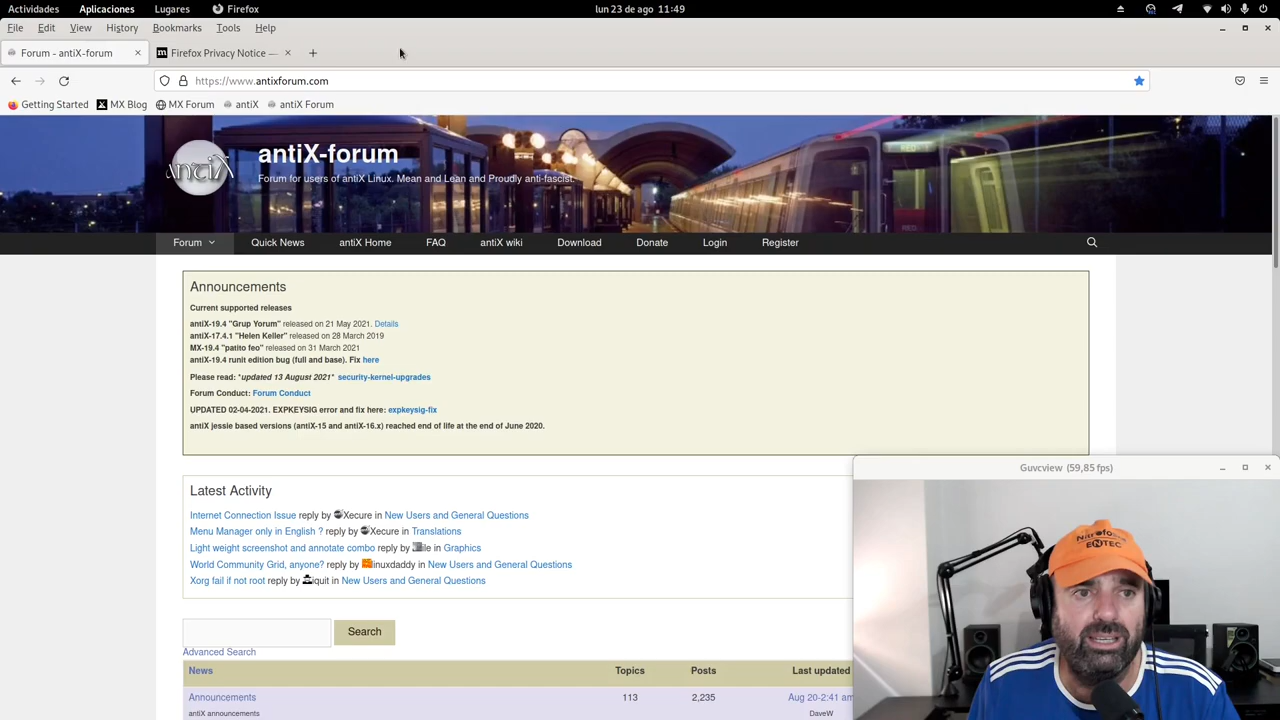 Actividades Aplicaciones Lugares Firefox lun 23 de ago 11:49
File Edit View History Bookmarks Tools Help
Forum - antiX-forum Firefox Privacy Notice —
https://www.antixforum.com
Getting Started MX Blog MX Forum antiX antiX Forum
antiX
antiX-forum
Forum for users of antiX Linux. Mean and Lean and Proudly anti-fascist.
Forum Quick News antiX Home FAQ antiX wiki Download Donate Login Register
Announcements
Current supported releases
antiX-19.4 "Grup Yorum" released on 21 May 2021. Details
antiX-17.4.1 "Helen Keller" released on 28 March 2019
MX-19.4 "patito feo" released on 31 March 2021
antiX-19.4 runit edition bug (full and base). Fix here
Please read: *updated 13 August 2021* security-kernel-upgrades
Forum Conduct: Forum Conduct
UPDATED 02-04-2021. EXPKEYSIG error and fix here: expkeysig-fix
antiX jessie based versions (antiX-15 and antiX-16.x) reached end of life at the end of June 2020.
Guvcview (59,85 fps)
Latest Activity
Internet Connection Issue reply by Xecure in New Users and General Questions
Menu Manager only in English ? reply by Xecure in Translations
Light weight screenshot and annotate combo reply by ile in Graphics
World Community Grid, anyone? reply by linuxdaddy in New Users and General Questions
Xorg fail if not root reply by iquit in New Users and General Questions
ENTEC
Search
Advanced Search
News Topics Posts Last updated
Announcements 113 2,235 Aug 20-2:41 am
antiX announcements DaveW